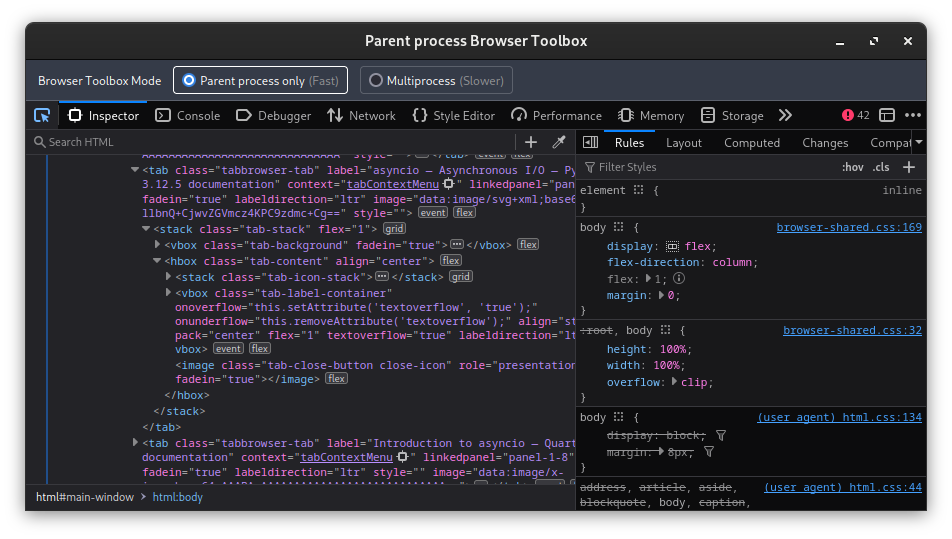 Parent process Browser Toolbox
Browser Toolbox Mode Parent process only (Fast) Multiprocess (Slower)
Inspector Console Debugger Network Style Editor Performance Memory Storage 42
Search HTML
<tab class="tabbrowser-tab" label="asyncio — Asynchronous I/O — Py
3.12.5 documentation" context="tabContextMenu" linkedpanel="pan
fadein="true" labeldirection="ltr" image="data:image/svg+xml;base6
llbnQ+CjwvZGVmcz4KPC9zdmc+Cg==" style=""> event flex
<stack class="tab-stack" flex="1"> grid
<vbox class="tab-background" fadein="true"></vbox> flex
<hbox class="tab-content" align="center"> flex
<stack class="tab-icon-stack"></stack> grid
<vbox class="tab-label-container"
onoverflow="this.setAttribute('textoverflow', 'true');"
onunderflow="this.removeAttribute('textoverflow');" align="st
pack="center" flex="1" textoverflow="true" labeldirection="lt
vbox> event flex
<image class="tab-close-button close-icon" role="presentation
fadein="true"></image> flex
</hbox>
</stack>
</tab>
<tab class="tabbrowser-tab" label="Introduction to asyncio — Quart
documentation" context="tabContextMenu" linkedpanel="panel-1-8"
fadein="true" labeldirection="ltr" style="" image="data:image/x-
html#main-window html:body
Rules Layout Computed Changes Compat
Filter Styles :hov .cls
element { inline
}
body { browser-shared.css:169
display: flex;
flex-direction: column;
flex: 1;
margin: 0;
}
:root, body { browser-shared.css:32
height: 100%;
width: 100%;
overflow: clip;
}
body { (user agent) html.css:134
display: block;
margin: 8px;
}
address, article, aside, (user agent) html.css:44
blockquote, body, caption,